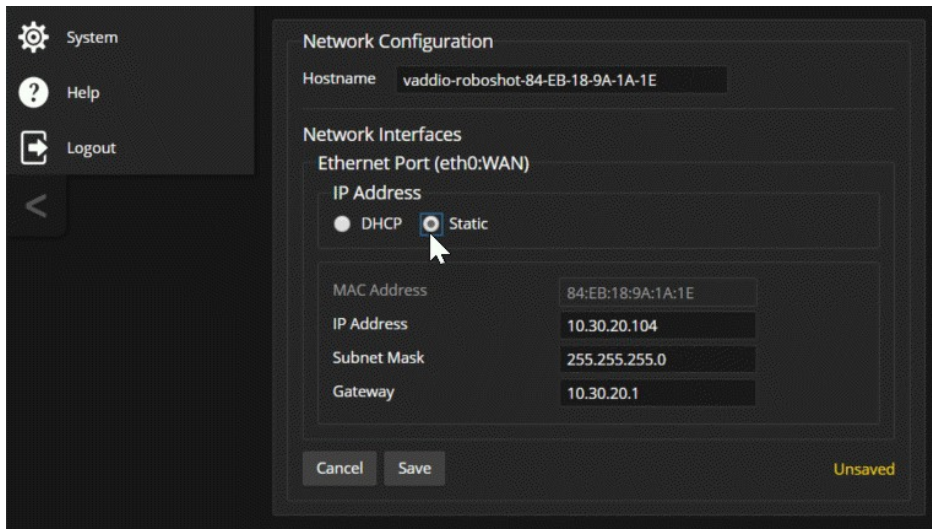 System
Help
Logout
<
Network Configuration
Hostname vaddio-roboshot-84-EB-18-9A-1A-1E
Network Interfaces
Ethernet Port (eth0:WAN)
IP Address
DHCP Static
MAC Address 84:EB:18:9A:1A:1E
IP Address 10.30.20.104
Subnet Mask 255.255.255.0
Gateway 10.30.20.1
Cancel Save Unsaved